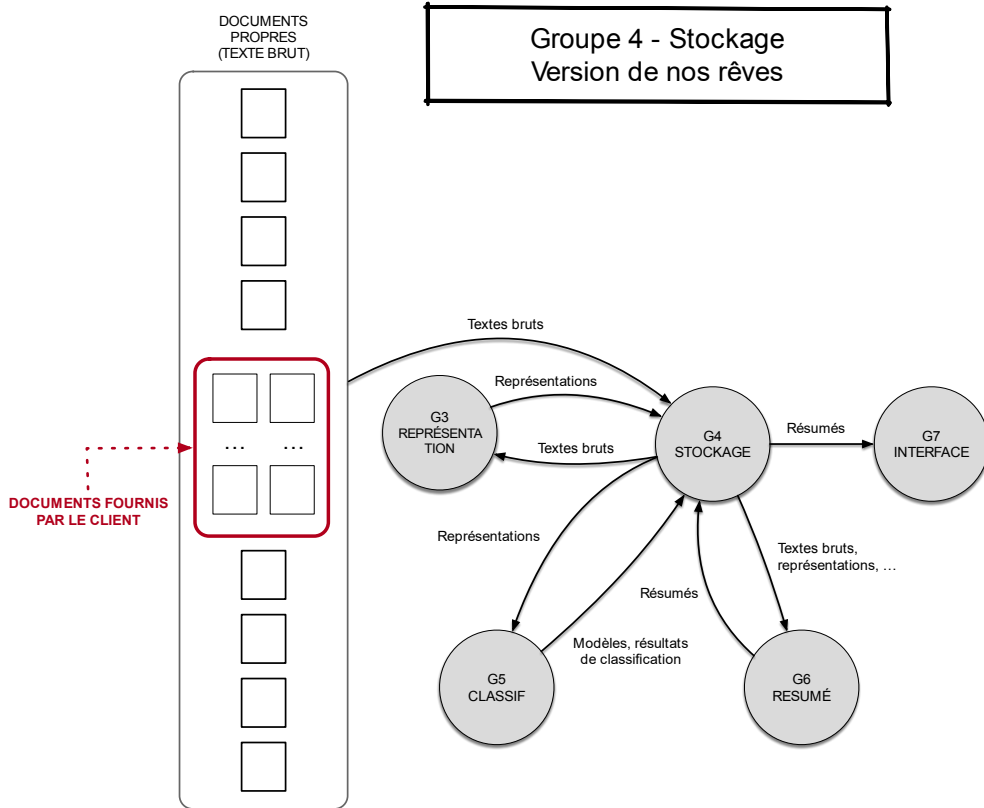 DOCUMENTS
PROPRES
(TEXTE BRUT)
Groupe 4 - Stockage
Version de nos rêves
Textes bruts
Représentations
G3
REPRÉSENTA
TION
Textes bruts
G4
STOCKAGE
Résumés
G7
INTERFACE
... ...
... ...
DOCUMENTS FOURNIS
PAR LE CLIENT
Représentations
Textes bruts,
représentations, ...
Résumés
Modèles, résultats
de classification
G5
CLASSIF
G6
RESUMÉ